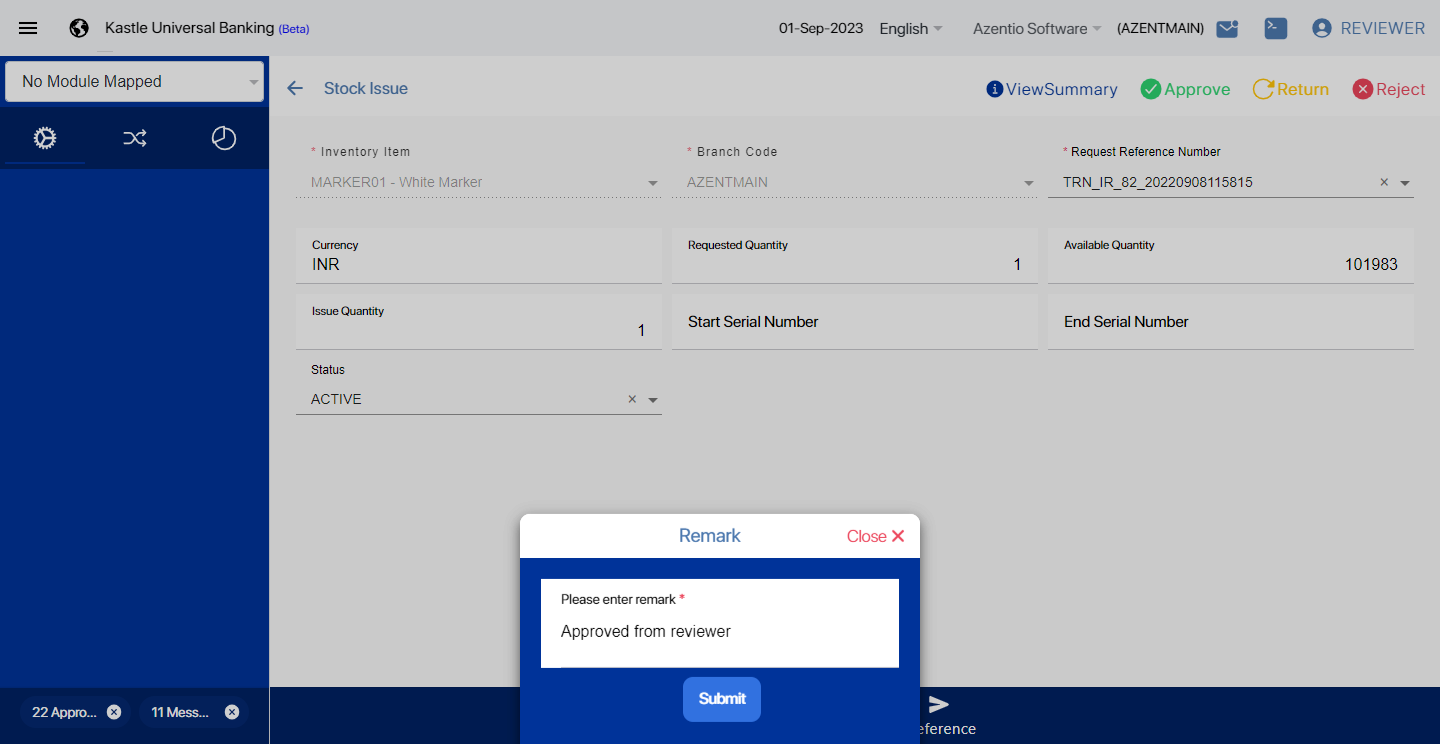 Kastle Universal Banking (Beta)
01-Sep-2023
English
Azentio Software
(AZENTMAIN)
REVIEWER
No Module Mapped
Stock Issue
ViewSummary
Approve
Return
Reject
* Inventory Item
* Branch Code
* Request Reference Number
MARKER01 - White Marker
AZENTMAIN
TRN_IR_82_20220908115815
Currency
Requested Quantity
Available Quantity
INR
1
101983
Issue Quantity
1
Start Serial Number
End Serial Number
Status
ACTIVE
Remark
Close
Please enter remark *
Approved from reviewer
Submit
22 Appro...
11 Mess...
eference